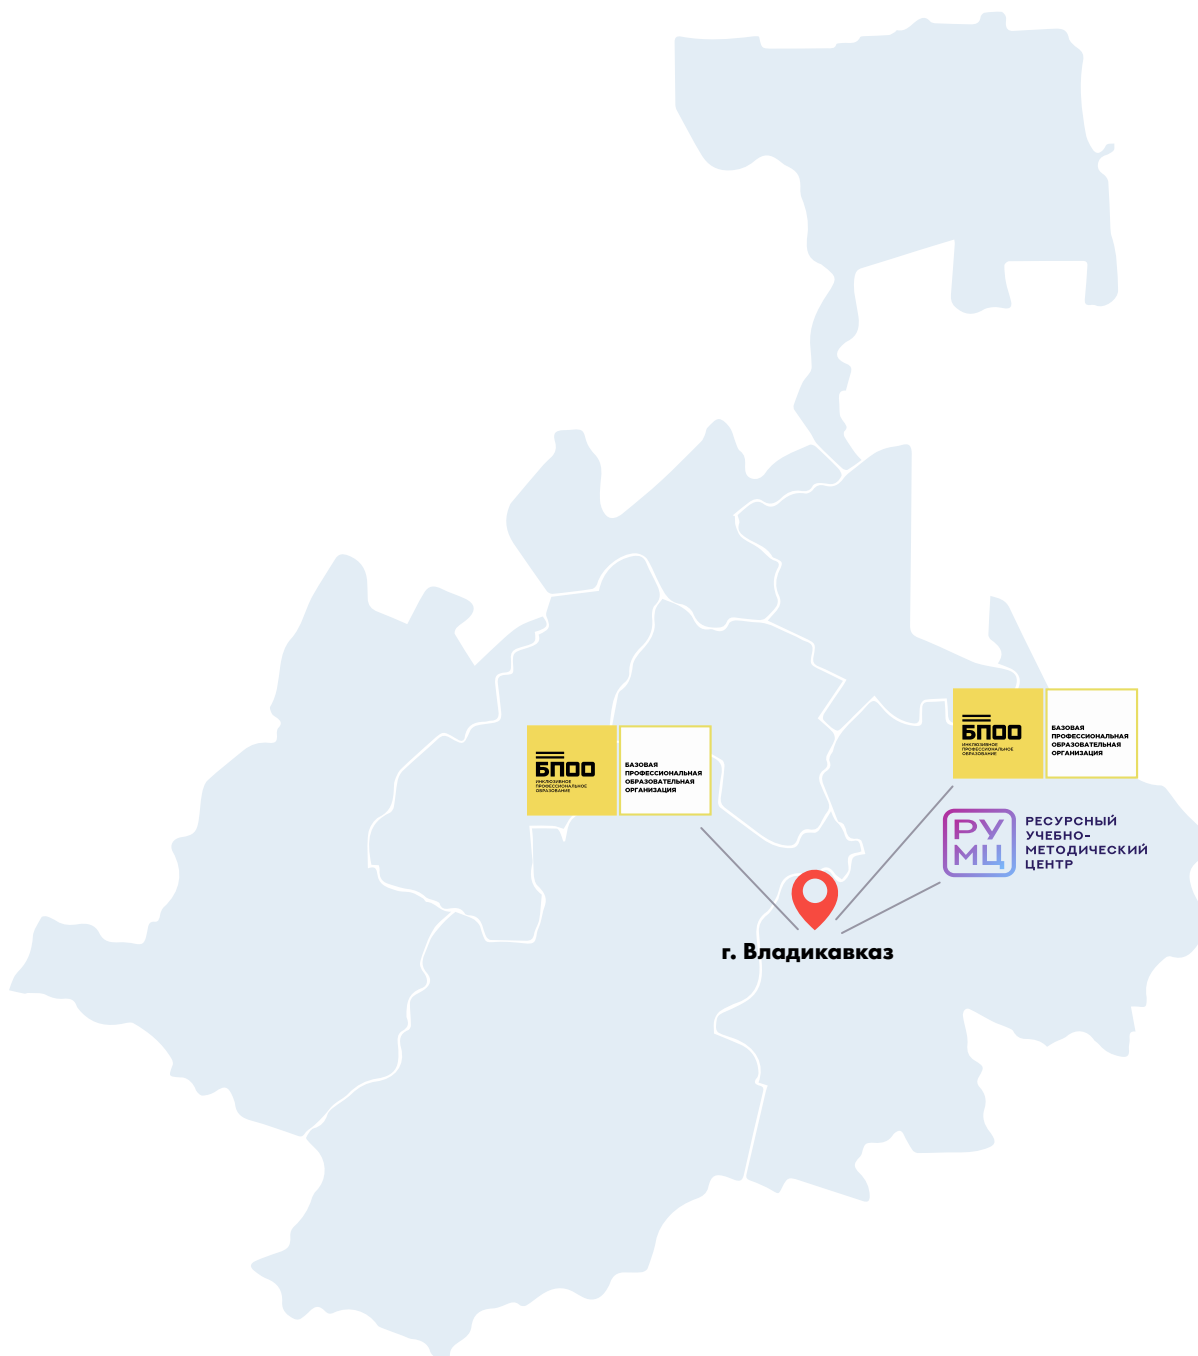 БПОО
ИНКЛЮЗИВНОЕ
ПРОФЕССИОНАЛЬНОЕ
ОБРАЗОВАНИЕ
БАЗОВАЯ
ПРОФЕССИОНАЛЬНАЯ
ОБРАЗОВАТЕЛЬНАЯ
ОРГАНИЗАЦИЯ
БПОО
ИНКЛЮЗИВНОЕ
ПРОФЕССИОНАЛЬНОЕ
ОБРАЗОВАНИЕ
БАЗОВАЯ
ПРОФЕССИОНАЛЬНАЯ
ОБРАЗОВАТЕЛЬНАЯ
ОРГАНИЗАЦИЯ
РУ
МЦ
РЕСУРСНЫЙ
УЧЕБНО-
МЕТОДИЧЕСКИЙ
ЦЕНТР
г. Владикавказ